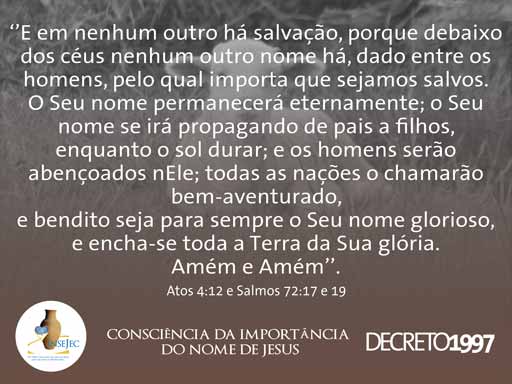 “E em nenhum outro há salvação, porque debaixo
dos céus nenhum outro nome há, dado entre os
homens, pelo qual importa que sejamos salvos.
O Seu nome permanecerá eternamente; o Seu
nome se irá propagando de pais a filhos,
enquanto o sol durar; e os homens serão
abençoados nEle; todas as nações o chamarão
bem-aventurado,
e bendito seja para sempre o Seu nome glorioso,
e encha-se toda a Terra da Sua glória.
Amém e Amém”.
Atos 4:12 e Salmos 72:17 e 19
CONSCIÊNCIA DA IMPORTÂNCIA
DO NOME DE JESUS
DECRETO1997